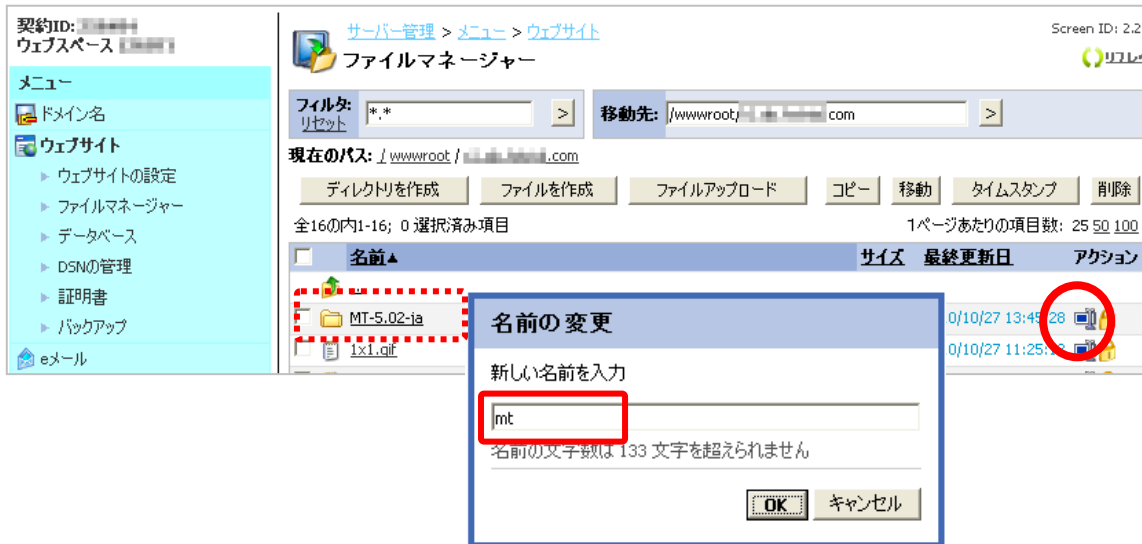 契約ID:
ウェブスペース
メニュー
ドメイン名
ウェブサイト
ウェブサイトの設定
ファイルマネージャー
データベース
DSNの管理
証明書
バックアップ
eメール
サーバー管理 > メニュー > ウェブサイト
Screen ID: 2.2
ファイルマネージャー
リフレ
フィルタ: *.* >
リセット
移動先: /wwwroot/ com >
現在のパス: / wwwroot / .com
ディレクトリを作成 ファイルを作成 ファイルアップロード コピー 移動 タイムスタンプ 削除
全16の内1-16; 0 選択済み項目 1ページあたりの項目数: 25 50 100
名前▲ サイズ 最終更新日 アクション
..
MT-5.02-ja 0/10/27 13:45:28
1x1.gif 0/10/27 11:25:
名前の変更
新しい名前を入力
mt
名前の文字数は 133 文字を超えられません
OK キャンセル